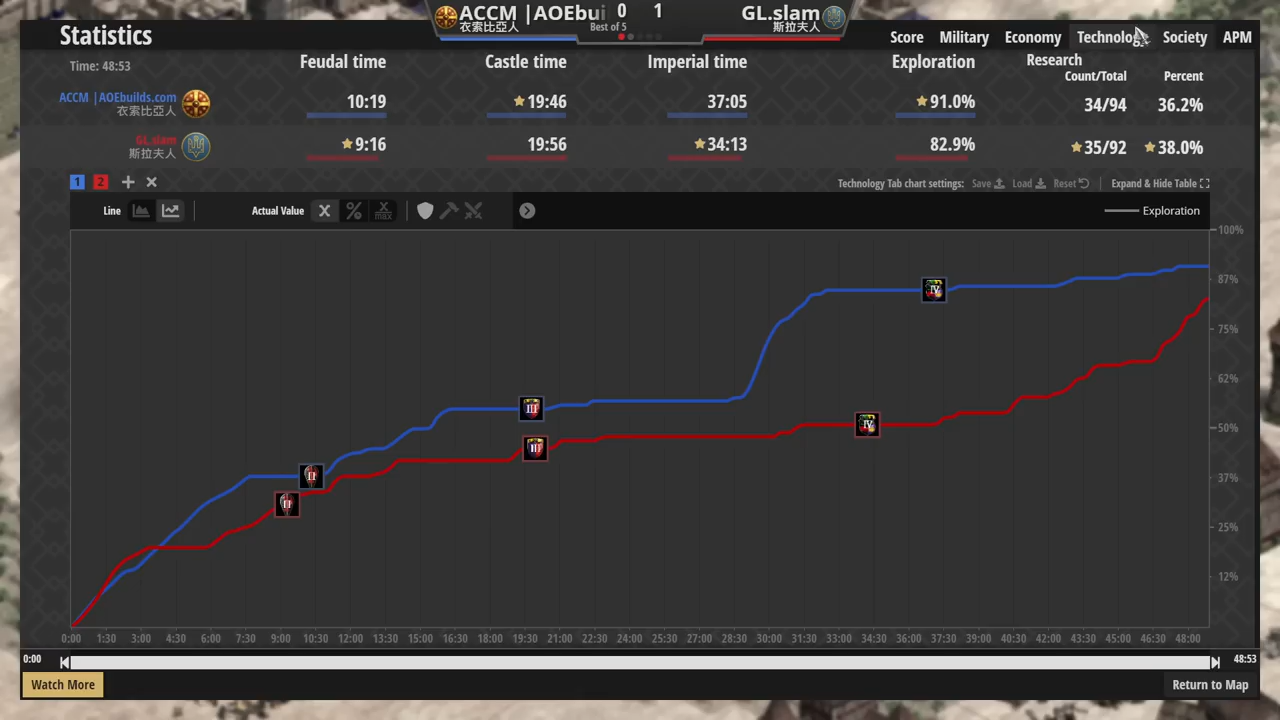 ACCM |AOEbui
衣索比亞人
0 1
Best of 5
GL.slam
斯拉夫人
Statistics
Score Military Economy Technology Society APM
Time: 48:53
Feudal time Castle time Imperial time Exploration Research
Count/Total Percent
ACCM |AOEbuilds.com
衣索比亞人
10:19 19:46 37:05 91.0% 34/94 36.2%
GL.slam
斯拉夫人
9:16 19:56 34:13 82.9% 35/92 38.0%
1 2
Technology Tab chart settings: Save Load Reset Expand & Hide Table
Line Actual Value X % X max
Exploration
100%
87%
75%
62%
50%
37%
25%
12%
II II III III IV IV
0:00 1:30 3:00 4:30 6:00 7:30 9:00 10:30 12:00 13:30 15:00 16:30 18:00 19:30 21:00 22:30 24:00 25:30 27:00 28:30 30:00 31:30 33:00 34:30 36:00 37:30 39:00 40:30 42:00 43:30 45:00 46:30 48:00
0:00 48:53
Watch More Return to Map